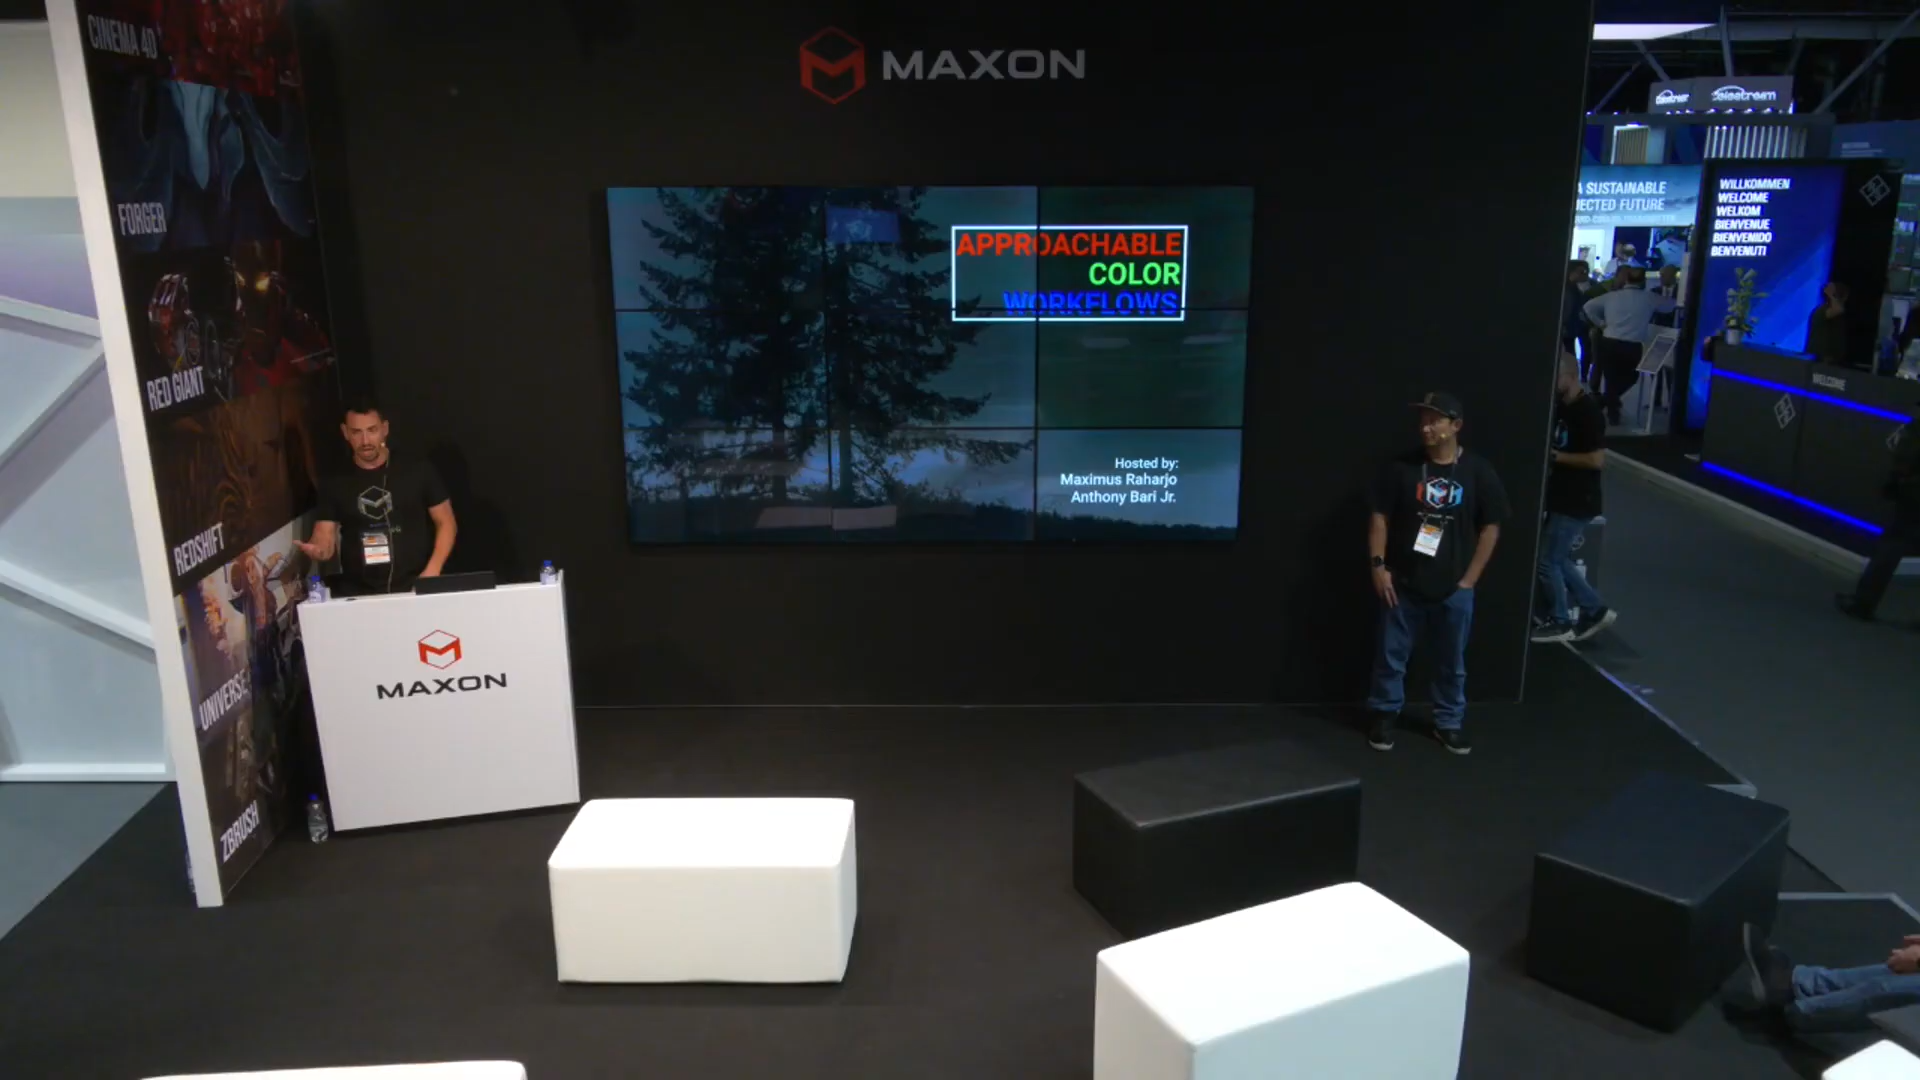 CINEMA 4D
FORGER
RED GIANT
REDSHIFT
UNIVERSE
ZBRUSH
MAXON
APPROACHABLE
COLOR
WORKFLOWS
Hosted by:
Maximus Raharjo
Anthony Bari Jr.
MAXON
A SUSTAINABLE
FUTURE
WILLKOMMEN
WELCOME
WELKOM
BIENVENUE
BIENVENIDO
BENVENUTI
WELCOME